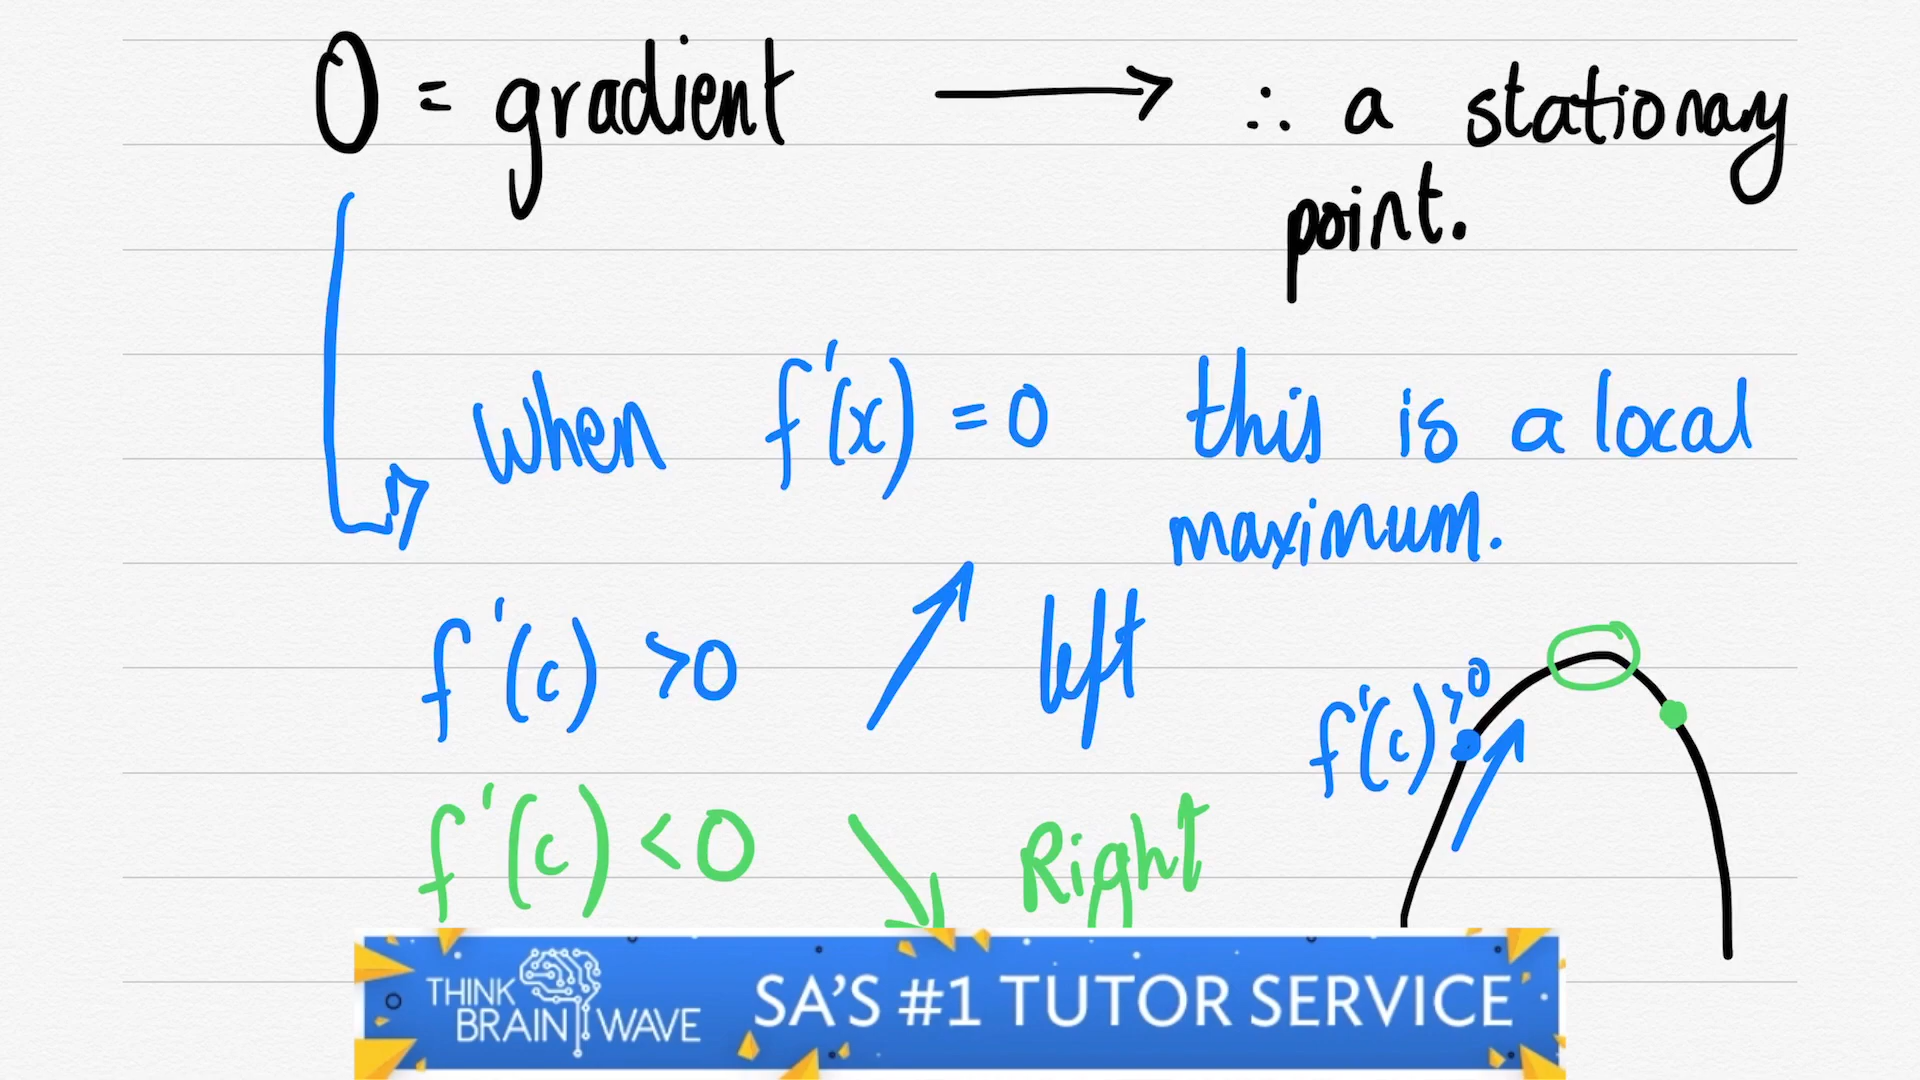 0 = gradient → ∴ a stationary
point.
when f'(x) = 0 this is a local
maximum.
f'(c) >0 left
f'(c) >0
f'(c) <0 Right
THINK
BRAIN WAVE
SA'S #1 TUTOR SERVICE